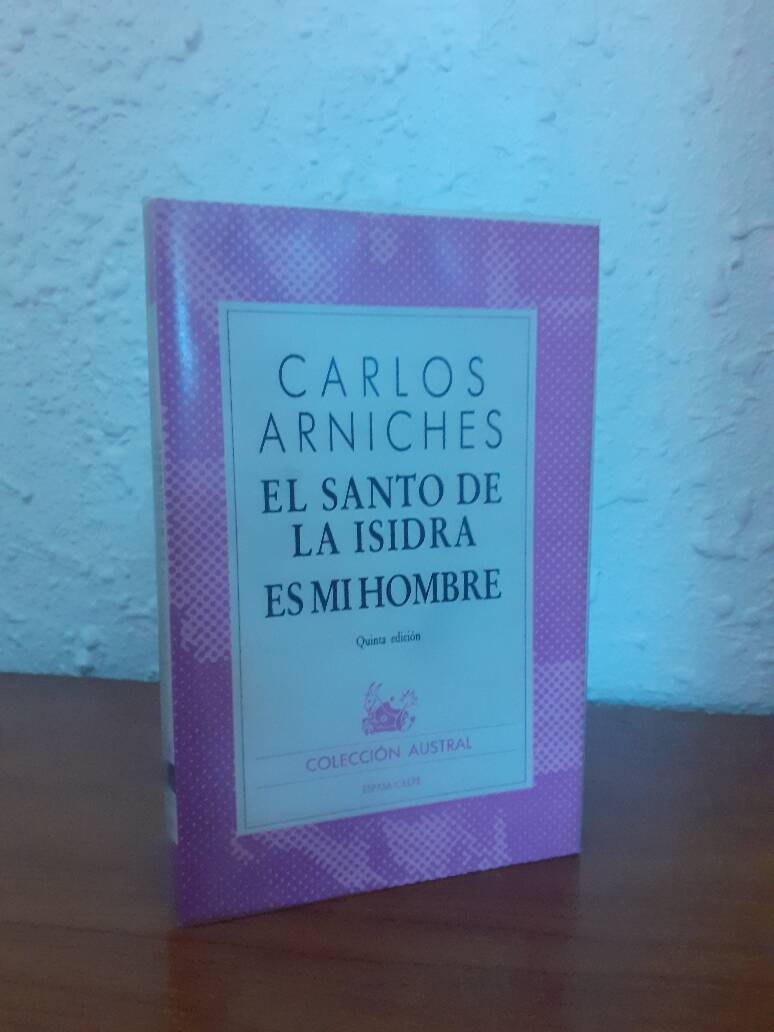 CARLOS
ARNICHES
EL SANTO DE
LA ISIDRA
ES MI HOMBRE
Quinta edición
COLECCIÓN AUSTRAL
ESPASA CALPE